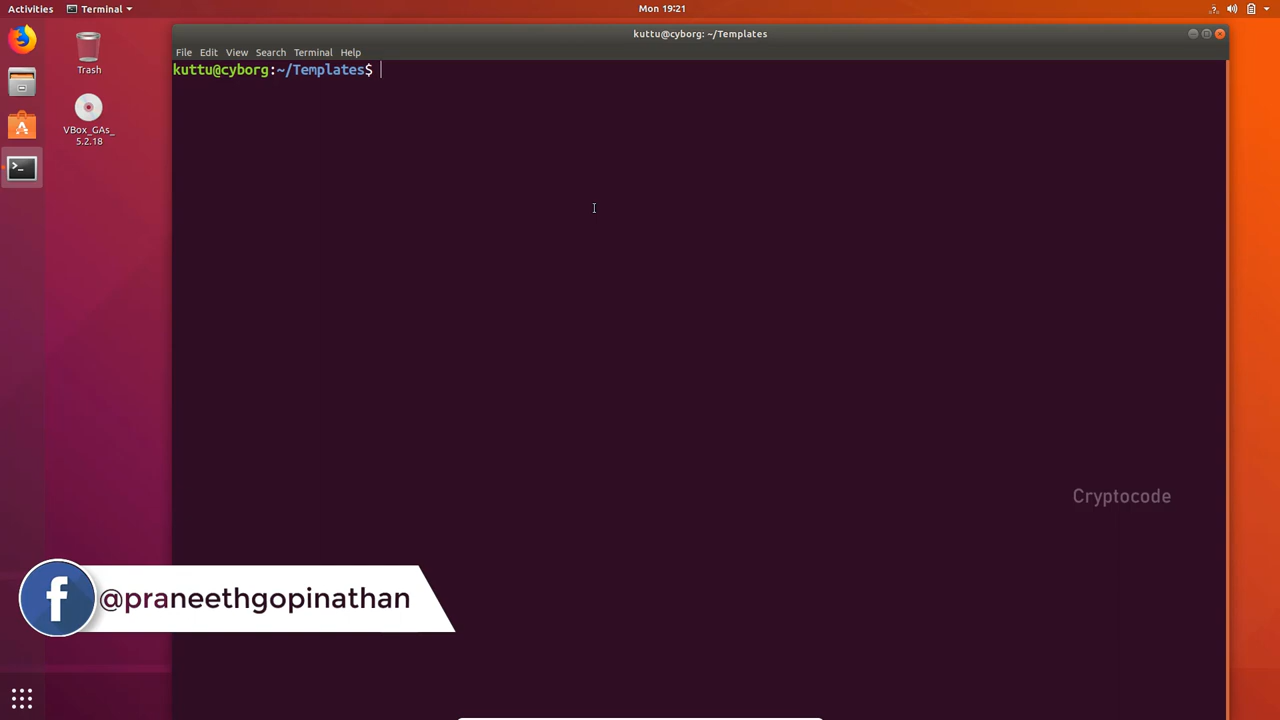 Activities
Terminal
Mon 19:21
kuttu@cyborg: ~/Templates
File Edit View Search Terminal Help
kuttu@cyborg:~/Templates$
Trash
VBox_GAs_
5.2.18
Cryptocode
f @praneethgopinathan